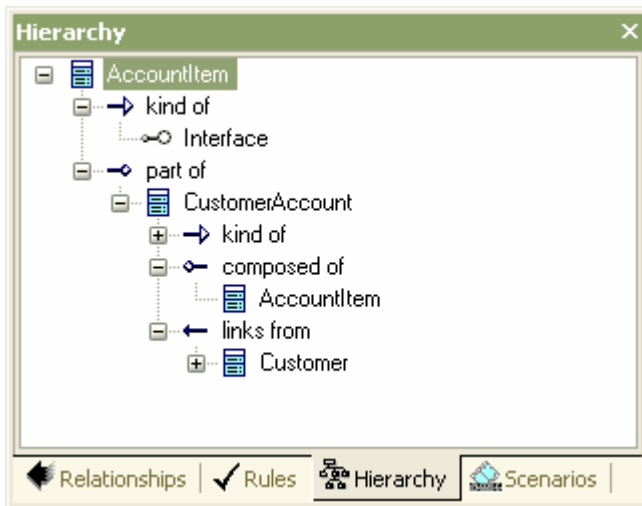 Hierarchy
AccountItem
kind of
Interface
part of
CustomerAccount
kind of
composed of
AccountItem
links from
Customer
Relationships Rules Hierarchy Scenarios